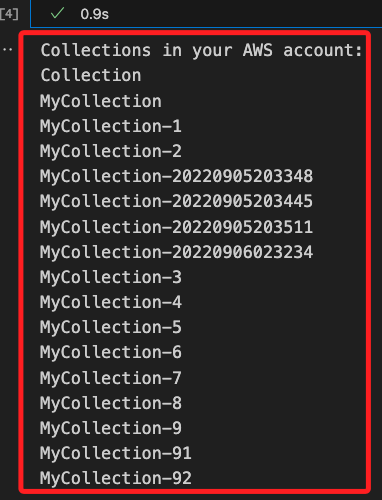 [4]
0.9s
Collections in your AWS account:
Collection
MyCollection
MyCollection-1
MyCollection-2
MyCollection-20220905203348
MyCollection-20220905203445
MyCollection-20220905203511
MyCollection-20220906023234
MyCollection-3
MyCollection-4
MyCollection-5
MyCollection-6
MyCollection-7
MyCollection-8
MyCollection-9
MyCollection-91
MyCollection-92